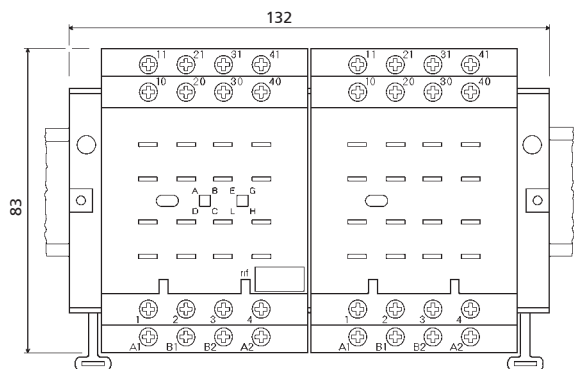 132
11 21 31 41 11 21 31 41
10 20 30 40 10 20 30 40
83
A B E G
D C L H
rif
1 2 3 4 1 2 3 4
A1 B1 B2 A2 A1 B1 B2 A2